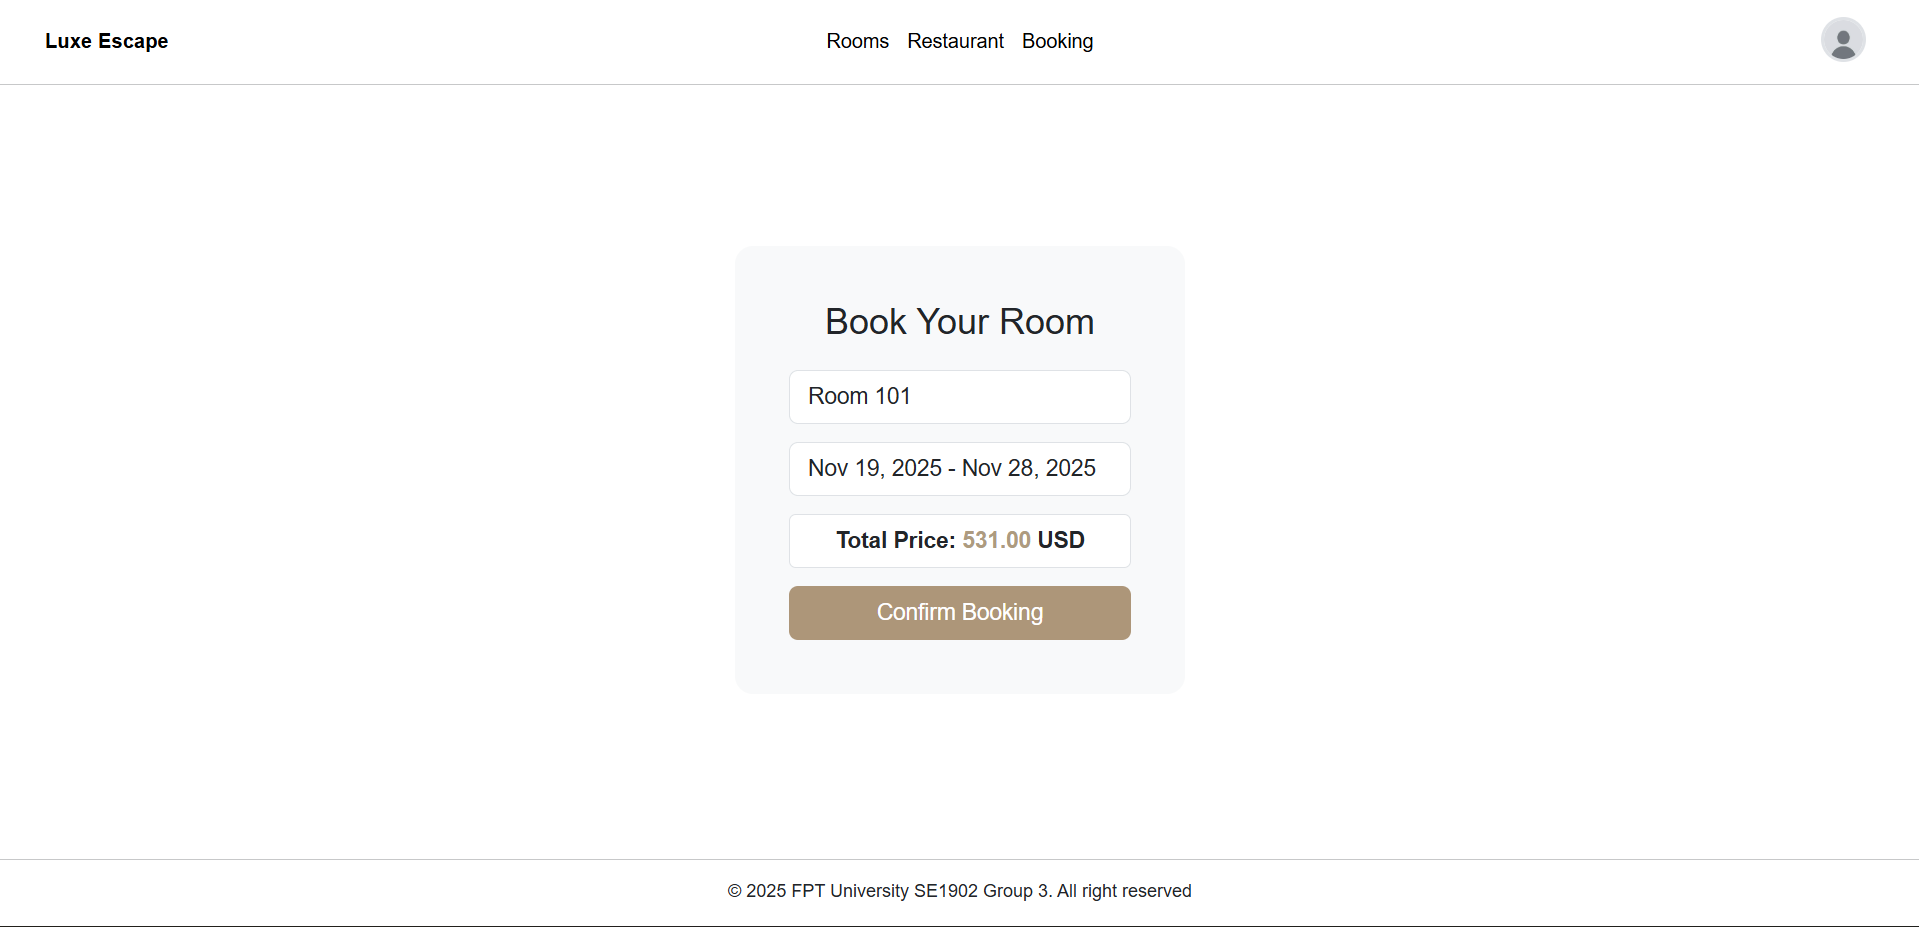 Luxe Escape
Rooms Restaurant Booking
Book Your Room
Room 101
Nov 19, 2025 - Nov 28, 2025
Total Price: 531.00 USD
Confirm Booking
© 2025 FPT University SE1902 Group 3. All right reserved